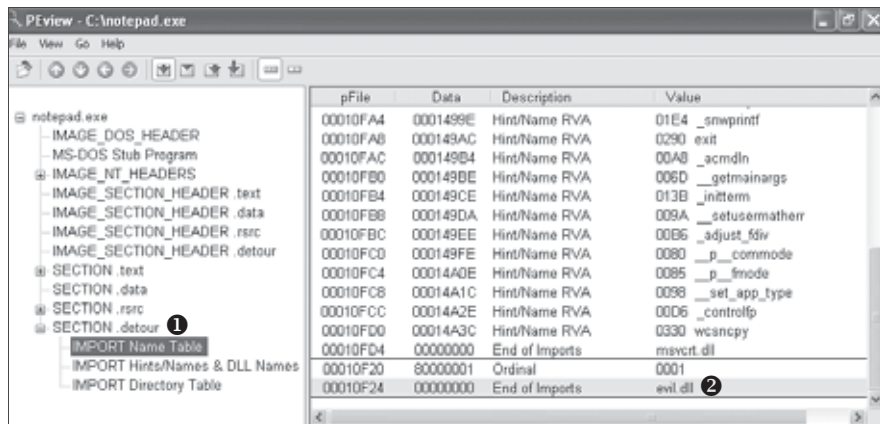 PEview - C:\notepad.exe
File View Go Help
notepad.exe
IMAGE_DOS_HEADER
MS-DOS Stub Program
IMAGE_NT_HEADERS
IMAGE_SECTION_HEADER .text
IMAGE_SECTION_HEADER .data
IMAGE_SECTION_HEADER .rsrc
IMAGE_SECTION_HEADER .detour
SECTION .text
SECTION .data
SECTION .rsrc
SECTION .detour ❶
IMPORT Name Table
IMPORT Hints/Names & DLL Names
IMPORT Directory Table
pFile Data Description Value
00010FA4 0001499E Hint/Name RVA 01E4 _snwprintf
00010FA8 000149AC Hint/Name RVA 0290 exit
00010FAC 000149B4 Hint/Name RVA 00A8 _acmdln
00010FB0 000149BE Hint/Name RVA 006D __getmainargs
00010FB4 000149CE Hint/Name RVA 013B _initterm
00010FB8 000149DA Hint/Name RVA 009A __setusermatherr
00010FBC 000149EE Hint/Name RVA 00B6 _adjust_fdiv
00010FC0 000149FE Hint/Name RVA 0080 __p__commode
00010FC4 00014A0E Hint/Name RVA 0085 __p__fmode
00010FC8 00014A1C Hint/Name RVA 0098 __set_app_type
00010FCC 00014A2E Hint/Name RVA 00D6 _controlfp
00010FD0 00014A3C Hint/Name RVA 0330 wcsncpy
00010FD4 00000000 End of Imports msvcrt.dll
00010F20 80000001 Ordinal 0001
00010F24 00000000 End of Imports evil.dll ❷